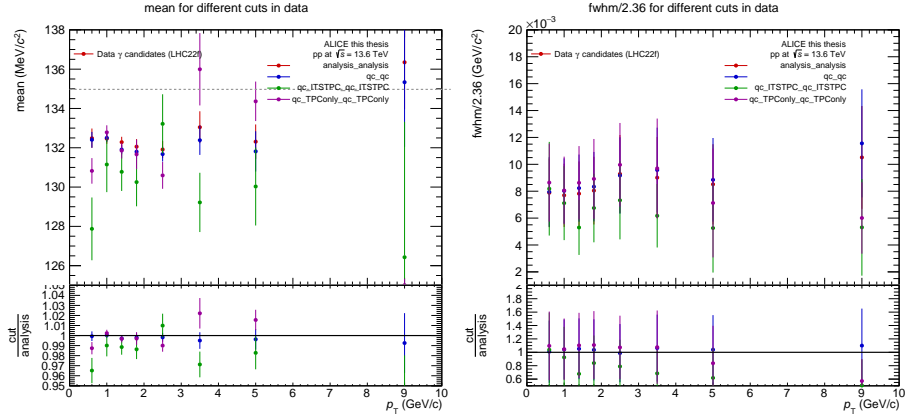 mean for different cuts in data
mean (MeV/c²)
138
136
134
132
130
128
126
Data γ candidates (LHC22f)
ALICE this thesis
pp at √s = 13.6 TeV
analysis_analysis
qc_qc
qc_ITSTPC_qc_ITSTPC
qc_TPConly_qc_TPConly
cut
analysis
1.05
1.04
1.03
1.02
1.01
1
0.99
0.98
0.97
0.96
0.95
0 1 2 3 4 5 6 7 8 9 10
p_T (GeV/c)
fwhm/2.36 for different cuts in data
×10⁻³
fwhm/2.36 (GeV/c²)
20
18
16
14
12
10
8
6
4
2
Data γ candidates (LHC22f)
ALICE this thesis
pp at √s = 13.6 TeV
analysis_analysis
qc_qc
qc_ITSTPC_qc_ITSTPC
qc_TPConly_qc_TPConly
cut
analysis
2
1.8
1.6
1.4
1.2
1.0
0.8
0.6
0 1 2 3 4 5 6 7 8 9 10
p_T (GeV/c)